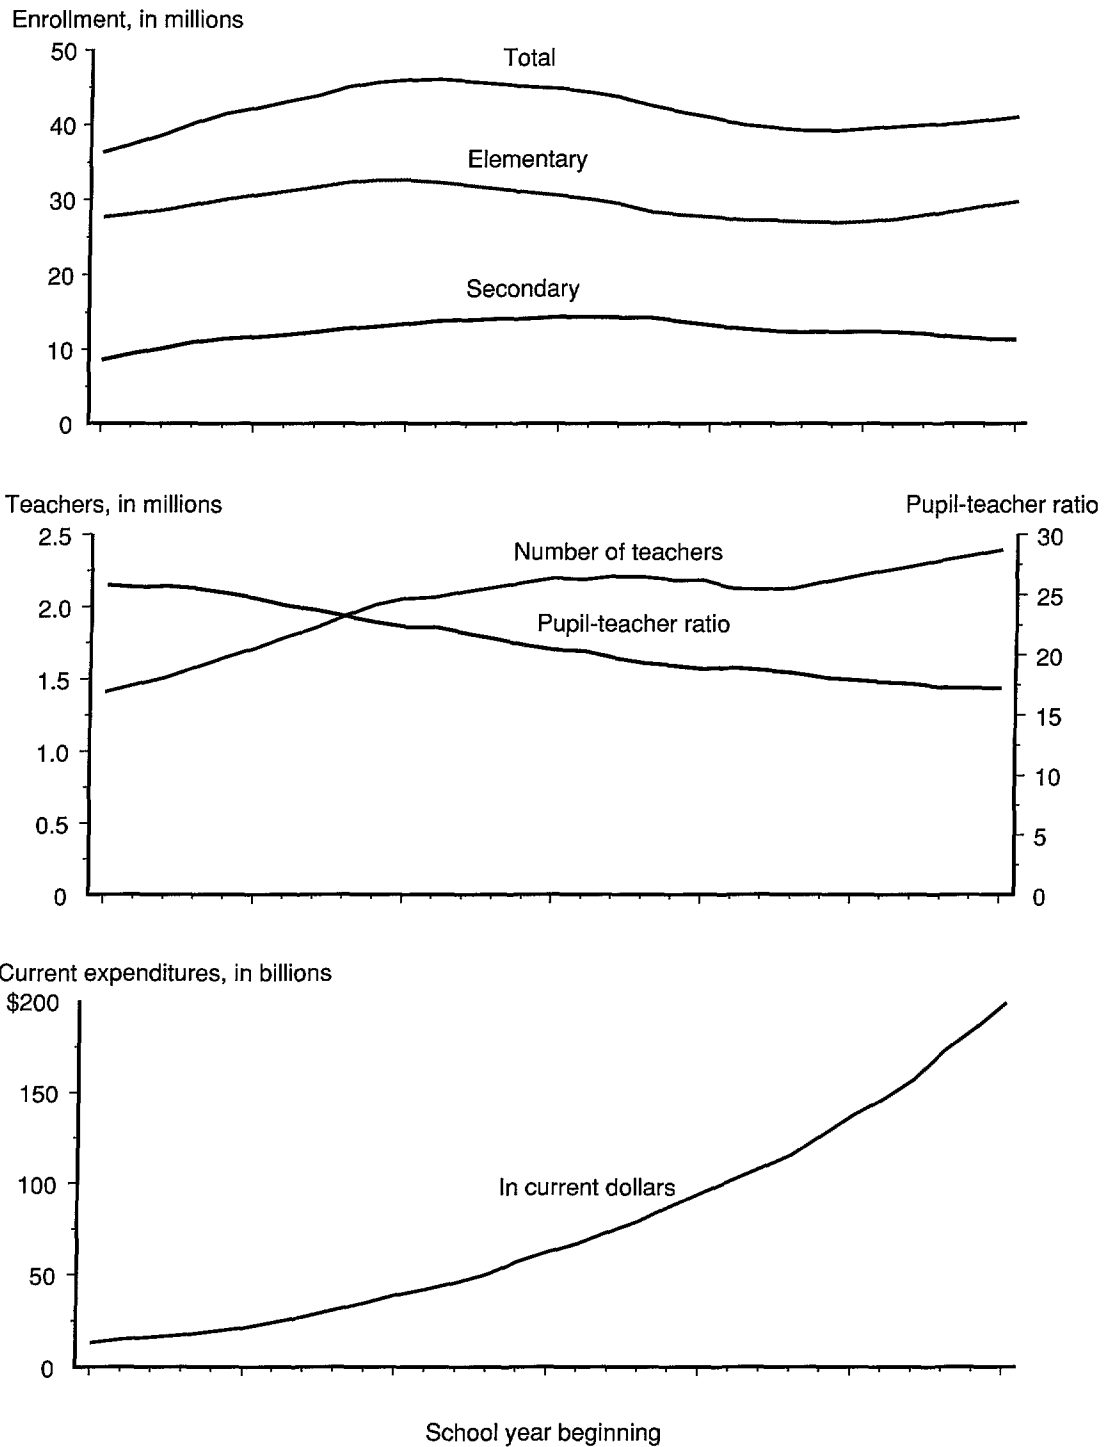 Enrollment, in millions
50
Total
40
Elementary
30
20
Secondary
10
0
Teachers, in millions
Pupil-teacher ratio
2.5
30
Number of teachers
2.0
25
Pupil-teacher ratio
20
1.5
15
1.0
10
0.5
5
0
0
Current expenditures, in billions
$200
150
100
In current dollars
50
0
School year beginning